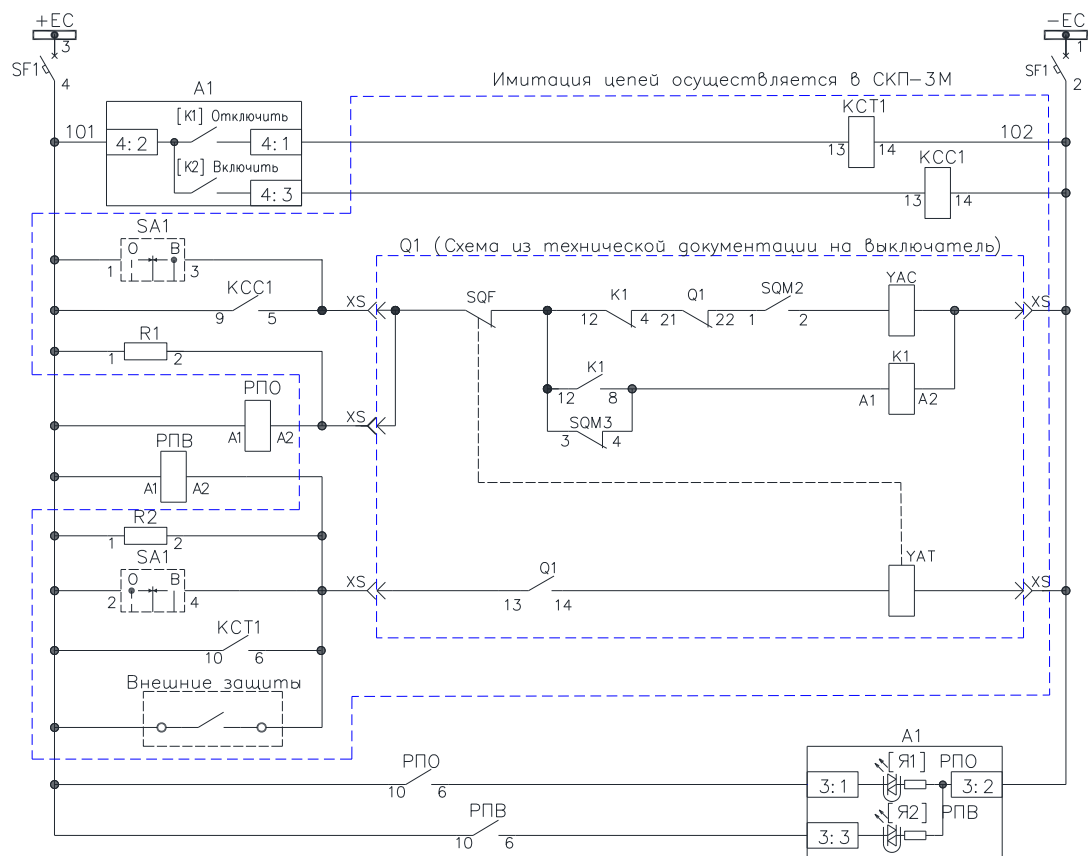 +EC
-EC
3
1
SF1
4
SF1
2
Имитация цепей осуществляется в СКП-3М
A1
[K1] Отключить
KCT1
101
4:2
4:1
13
14
102
[K2] Включить
KCC1
4:3
13
14
SA1
O
B
1
3
Q1 (Схема из технической документации на выключатель)
KCC1
9
5
XS
SQF
K1
12
4
Q1
21
22
SQM2
1
2
YAC
XS
R1
1
2
K1
12
8
K1
A1
A2
РПО
A1
A2
XS
SQM3
3
4
РПВ
A1
A2
R2
1
2
SA1
O
B
2
4
XS
Q1
13
14
YAT
XS
KCT1
10
6
Внешние защиты
A1
РПО
10
6
3:1
[Я1]
РПО
3:2
РПВ
10
6
3:3
[Я2]
РПВ